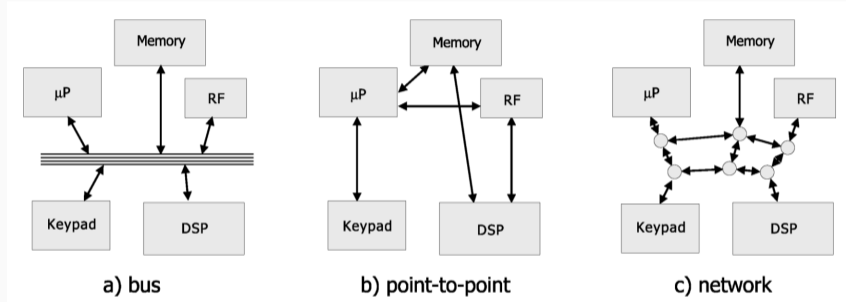 Memory
μP
RF
Keypad
DSP
a) bus
Memory
μP
RF
Keypad
DSP
b) point-to-point
Memory
μP
RF
Keypad
DSP
c) network